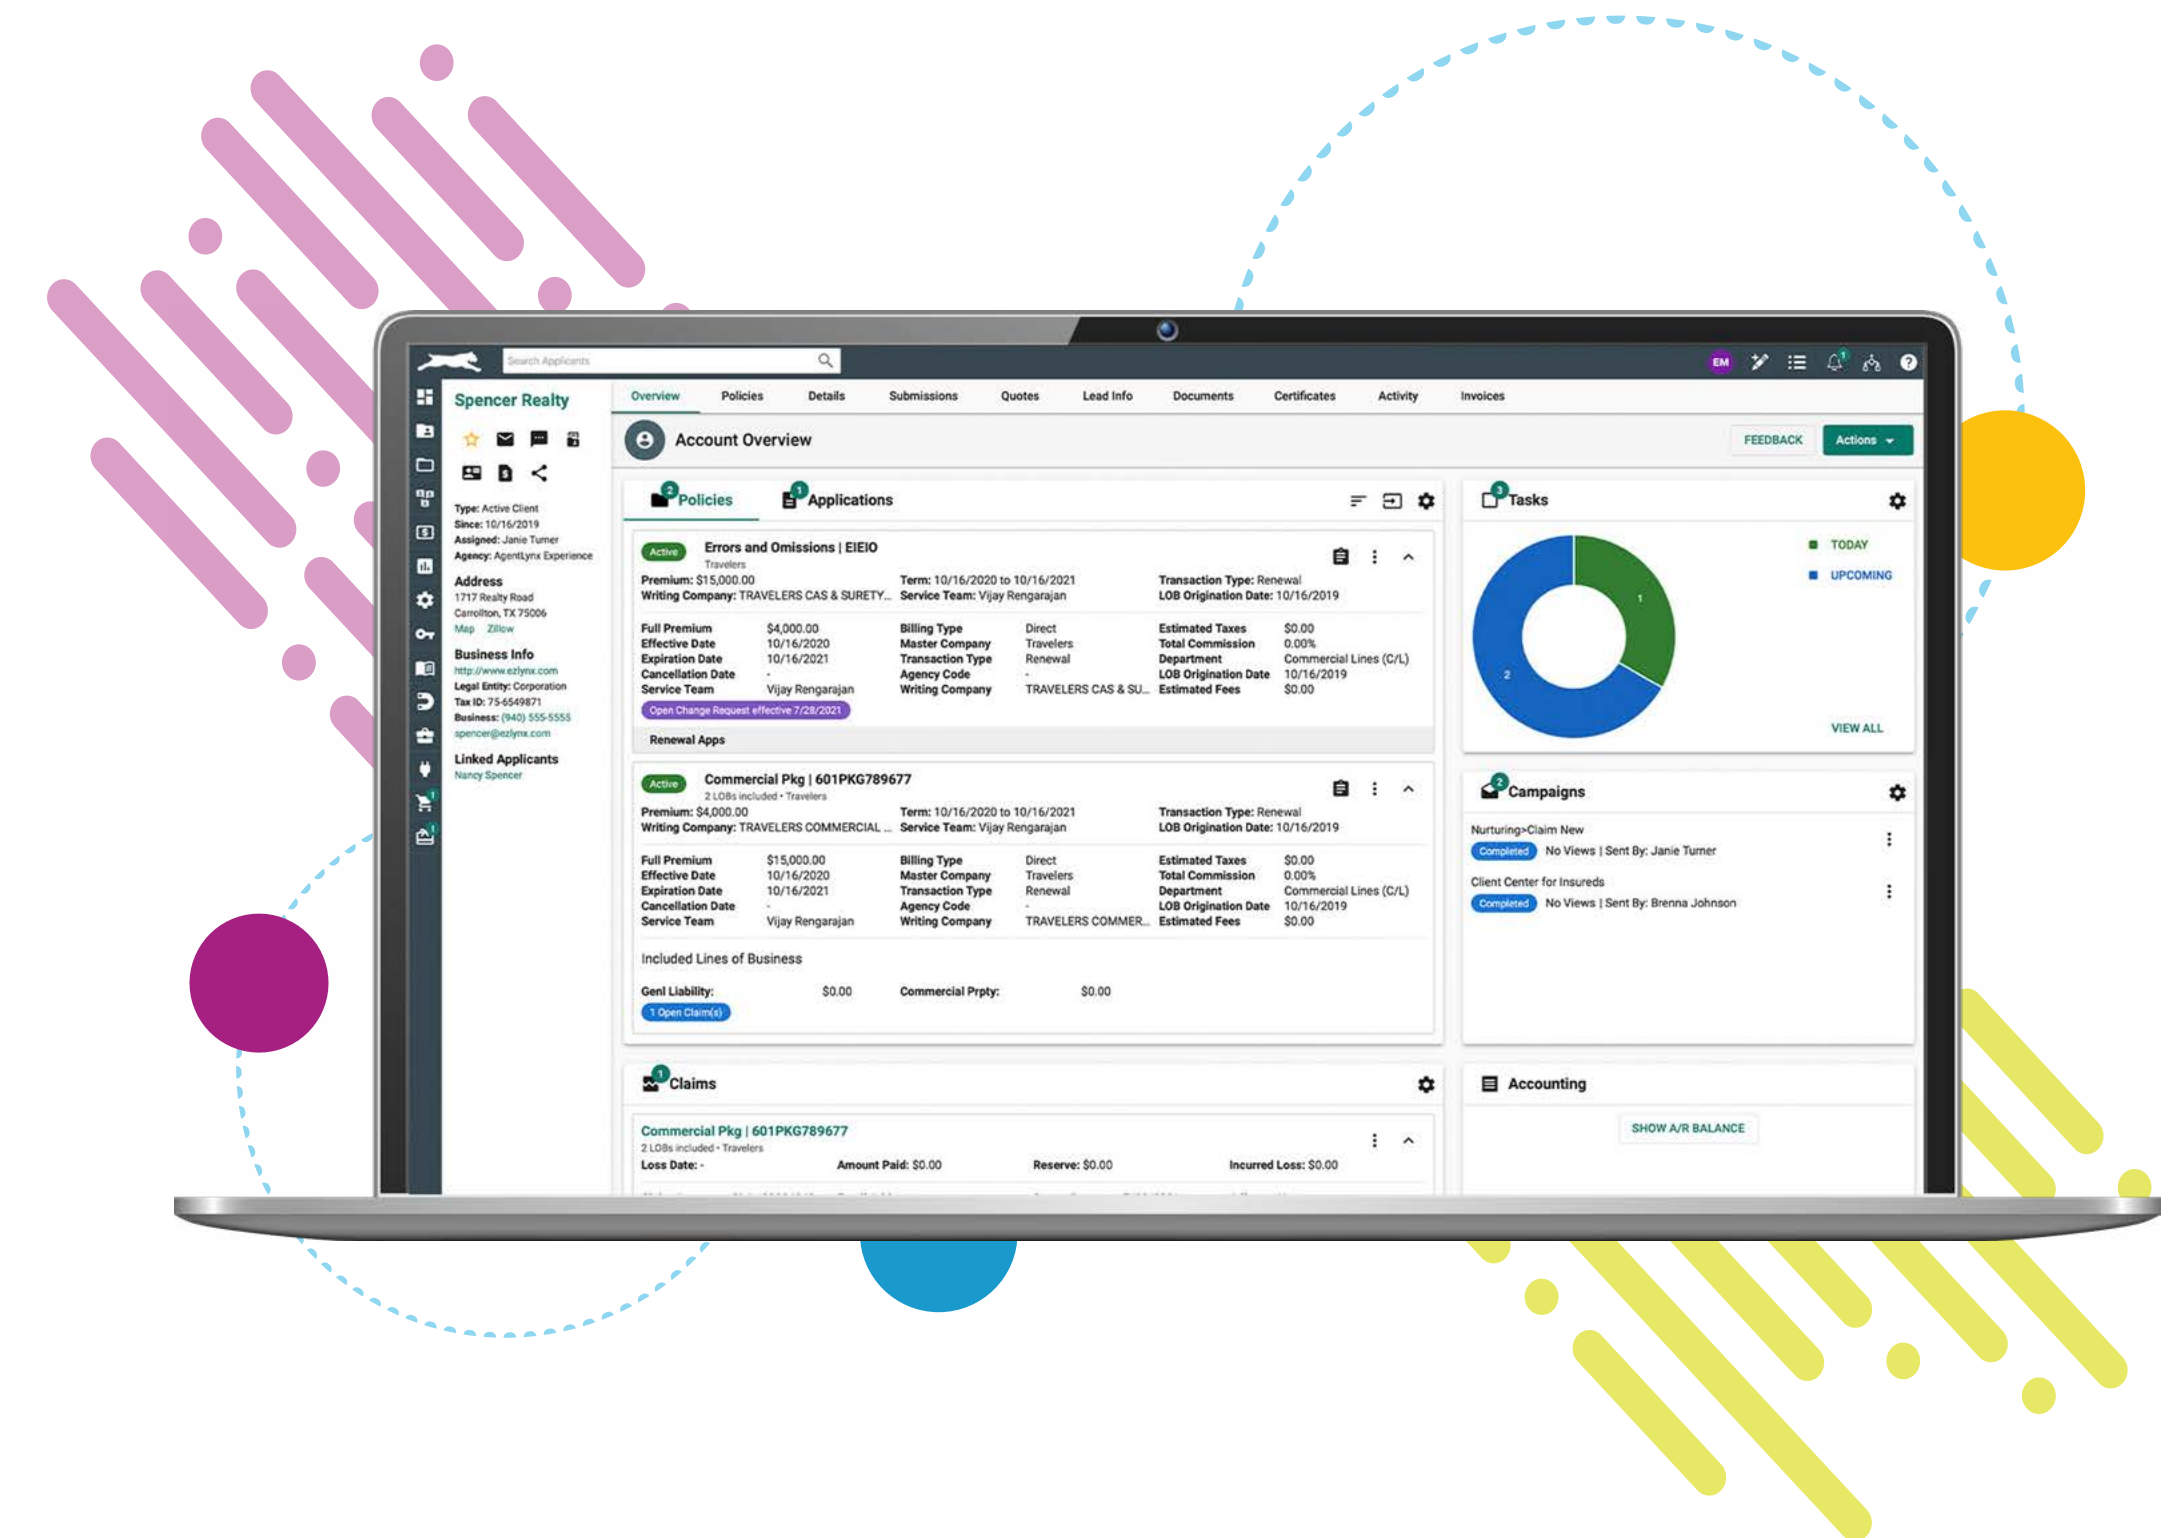 Search Applicants
EM
1
Spencer Realty
Type: Active Client
Since: 10/16/2019
Assigned: Janie Turner
Agency: AgentLynx Experience
Address
1717 Realty Road
Carrollton, TX 75006
Map Zillow
Business Info
http://www.ezlynx.com
Legal Entity: Corporation
Tax ID: 75-6549871
Business: (940) 555-5555
spencer@ezlynx.com
Linked Applicants
Nancy Spencer
1
1
Overview Policies Details Submissions Quotes Lead Info Documents Certificates Activity Invoices
Account Overview
FEEDBACK Actions
2 Policies 1 Applications
Active Errors and Omissions | EIEIO
Travelers
Premium: $15,000.00 Term: 10/16/2020 to 10/16/2021 Transaction Type: Renewal
Writing Company: TRAVELERS CAS & SURETY... Service Team: Vijay Rengarajan LOB Origination Date: 10/16/2019
Full Premium $4,000.00 Billing Type Direct Estimated Taxes $0.00
Effective Date 10/16/2020 Master Company Travelers Total Commission 0.00%
Expiration Date 10/16/2021 Transaction Type Renewal Department Commercial Lines (C/L)
Cancellation Date - Agency Code - LOB Origination Date 10/16/2019
Service Team Vijay Rengarajan Writing Company TRAVELERS CAS & SU... Estimated Fees $0.00
Open Change Request effective 7/28/2021
Renewal Apps
Active Commercial Pkg | 601PKG789677
2 LOBs included • Travelers
Premium: $4,000.00 Term: 10/16/2020 to 10/16/2021 Transaction Type: Renewal
Writing Company: TRAVELERS COMMERCIAL ... Service Team: Vijay Rengarajan LOB Origination Date: 10/16/2019
Full Premium $15,000.00 Billing Type Direct Estimated Taxes $0.00
Effective Date 10/16/2020 Master Company Travelers Total Commission 0.00%
Expiration Date 10/16/2021 Transaction Type Renewal Department Commercial Lines (C/L)
Cancellation Date - Agency Code - LOB Origination Date 10/16/2019
Service Team Vijay Rengarajan Writing Company TRAVELERS COMMER... Estimated Fees $0.00
Included Lines of Business
Genl Liability: $0.00 Commercial Prpty: $0.00
1 Open Claim(s)
1 Claims
Commercial Pkg | 601PKG789677
2 LOBs included • Travelers
Loss Date: - Amount Paid: $0.00 Reserve: $0.00 Incurred Loss: $0.00
3 Tasks
TODAY
UPCOMING
1
2
VIEW ALL
2 Campaigns
Nurturing>Claim New
Completed No Views | Sent By: Janie Turner
Client Center for Insureds
Completed No Views | Sent By: Brenna Johnson
Accounting
SHOW A/R BALANCE